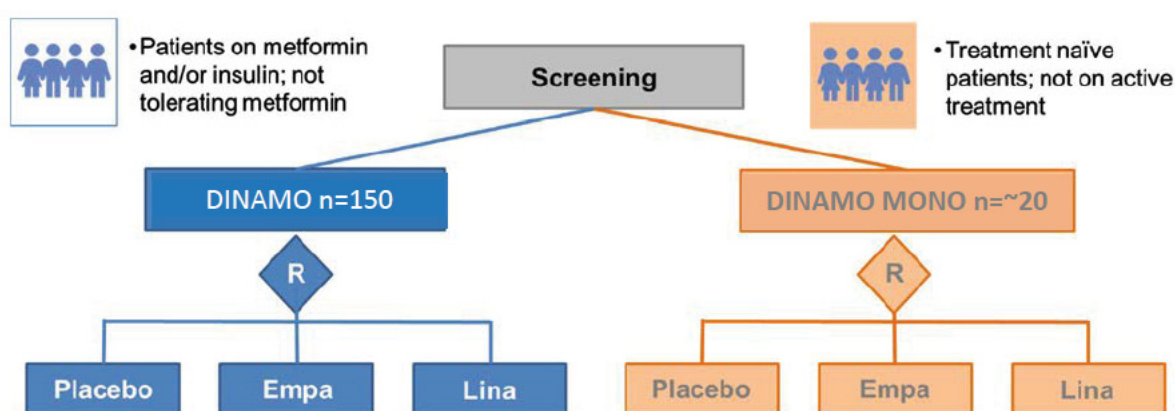 •Patients on metformin
and/or insulin; not
tolerating metformin
Screening
•Treatment naïve
patients; not on active
treatment
DINAMO n=150
DINAMO MONO n=~20
R
R
Placebo
Empa
Lina
Placebo
Empa
Lina